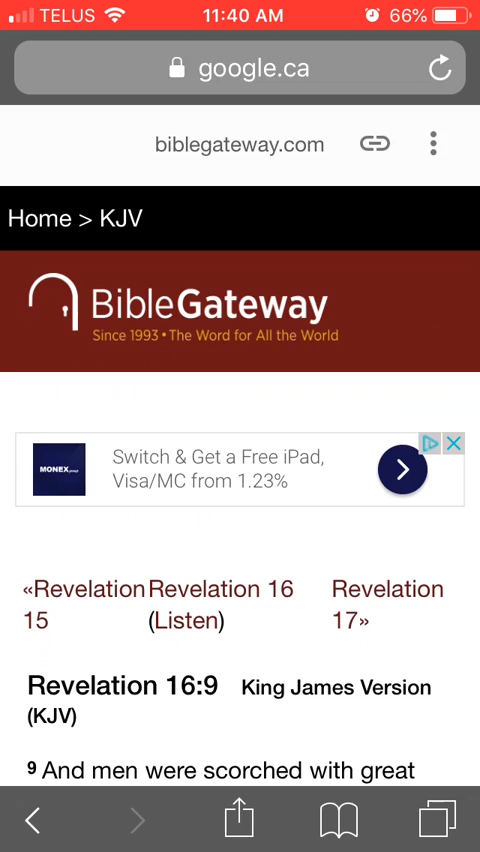 TELUS 11:40 AM 66%
google.ca
biblegateway.com
Home > KJV
BibleGateway
Since 1993 • The Word for All the World
MONEX group
Switch & Get a Free iPad,
Visa/MC from 1.23%
«Revelation 15
Revelation 16
(Listen)
Revelation 17»
Revelation 16:9 King James Version
(KJV)
9 And men were scorched with great